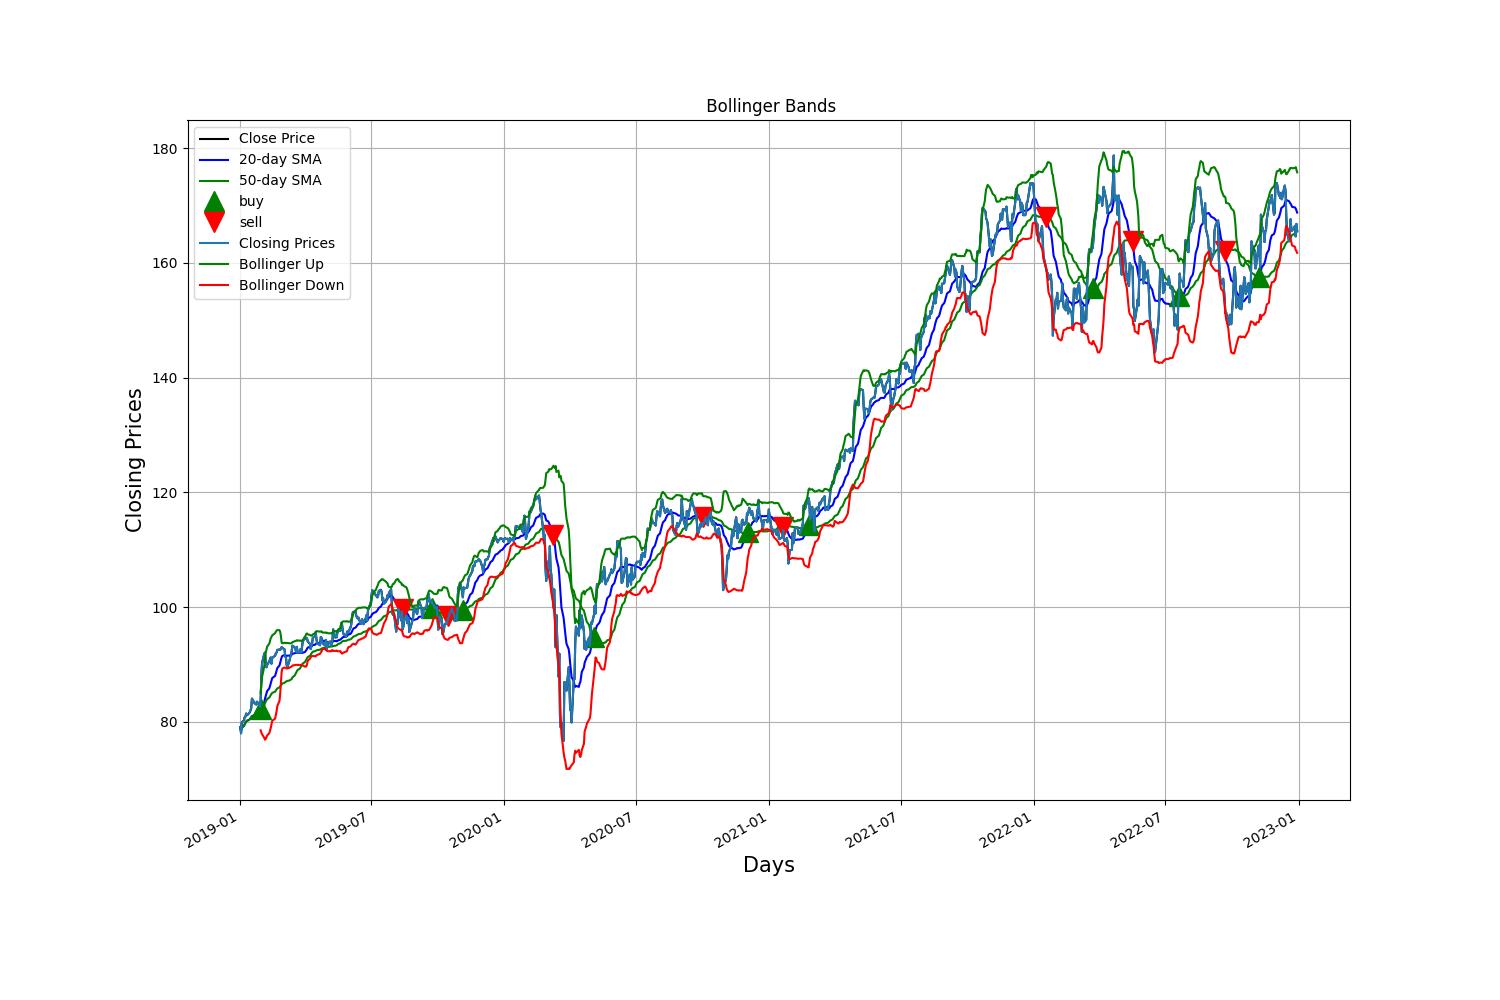 Bollinger Bands
Close Price
20-day SMA
50-day SMA
buy
sell
Closing Prices
Bollinger Up
Bollinger Down
180
160
140
120
100
80
Closing Prices
2019-01
2019-07
2020-01
2020-07
2021-01
2021-07
2022-01
2022-07
2023-01
Days